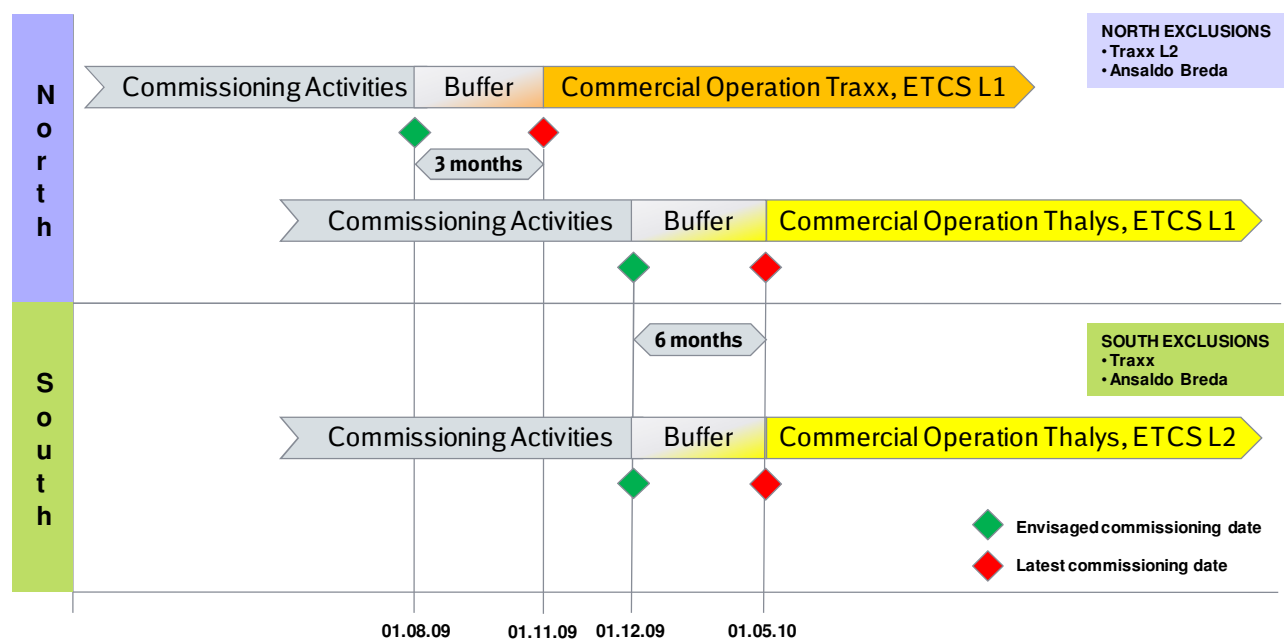 North
NORTH EXCLUSIONS
• Traxx L2
• Ansaldo Breda
Commissioning Activities
Buffer
Commercial Operation Traxx, ETCS L1
3 months
Commissioning Activities
Buffer
Commercial Operation Thalys, ETCS L1
South
6 months
SOUTH EXCLUSIONS
• Traxx
• Ansaldo Breda
Commissioning Activities
Buffer
Commercial Operation Thalys, ETCS L2
Envisaged commissioning date
Latest commissioning date
01.08.09
01.11.09
01.12.09
01.05.10